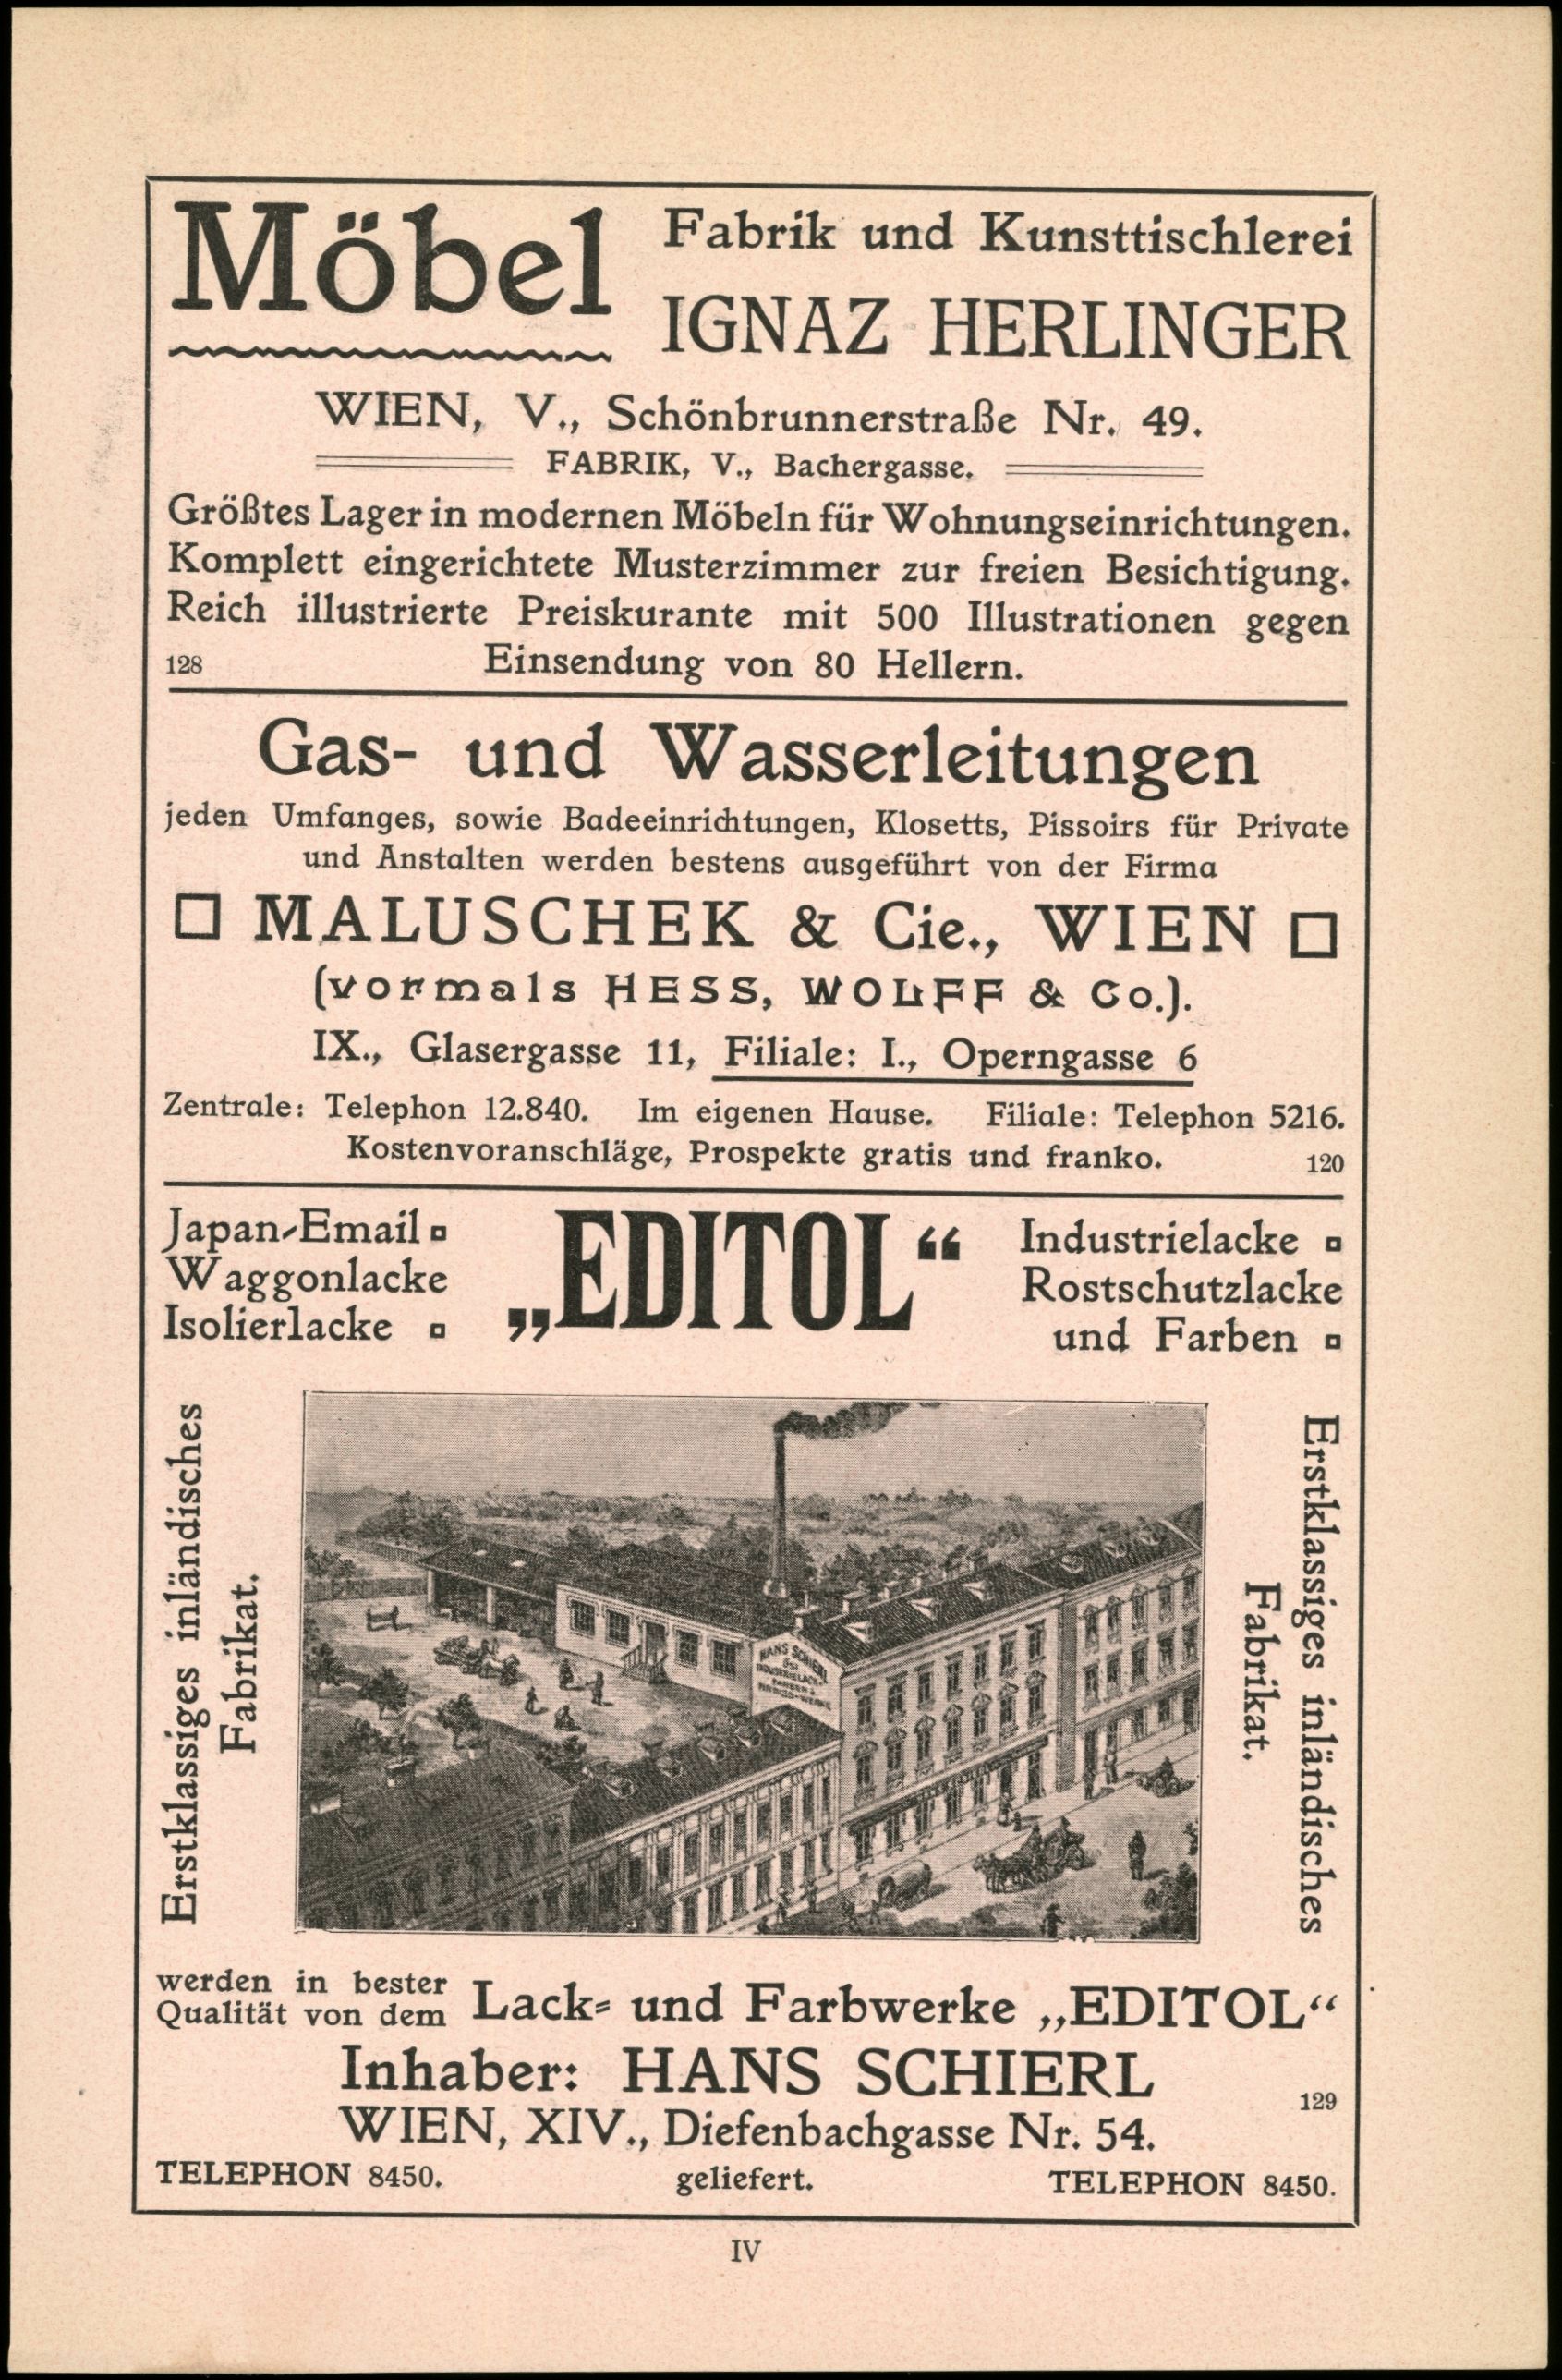 Möbel
Fabrik und Kunsttischlerei
IGNAZ HERLINGER
WIEN, V., Schönbrunnerstraße Nr. 49.
FABRIK, V., Bachergasse.
Größtes Lager in modernen Möbeln für Wohnungseinrichtungen.
Komplett eingerichtete Musterzimmer zur freien Besichtigung.
Reich illustrierte Preiskurante mit 500 Illustrationen gegen
128 Einsendung von 80 Hellern.
Gas- und Wasserleitungen
jeden Umfanges, sowie Badeeinrichtungen, Klosetts, Pissoirs für Private
und Anstalten werden bestens ausgeführt von der Firma
MALUSCHEK & Cie., WIEN
(vormals HESS, WOLFF & Co.).
IX., Glasergasse 11, Filiale: I., Operngasse 6
Zentrale: Telephon 12.840. Im eigenen Hause. Filiale: Telephon 5216.
Kostenvoranschläge, Prospekte gratis und franko. 120
Japan-Email
Waggonlacke
Isolierlacke
„EDITOL“
Industrielacke
Rostschutzlacke
und Farben
Erstklassiges inländisches
Fabrikat.
HANS SCHIERL
INDUSTRIELACK-
FARBEN &
FIRNISS-WERKE
Erstklassiges inländisches
Fabrikat.
werden in bester
Qualität von dem
Lack- und Farbwerke „EDITOL“
Inhaber: HANS SCHIERL
129
WIEN, XIV., Diefenbachgasse Nr. 54.
TELEPHON 8450. geliefert. TELEPHON 8450.
IV